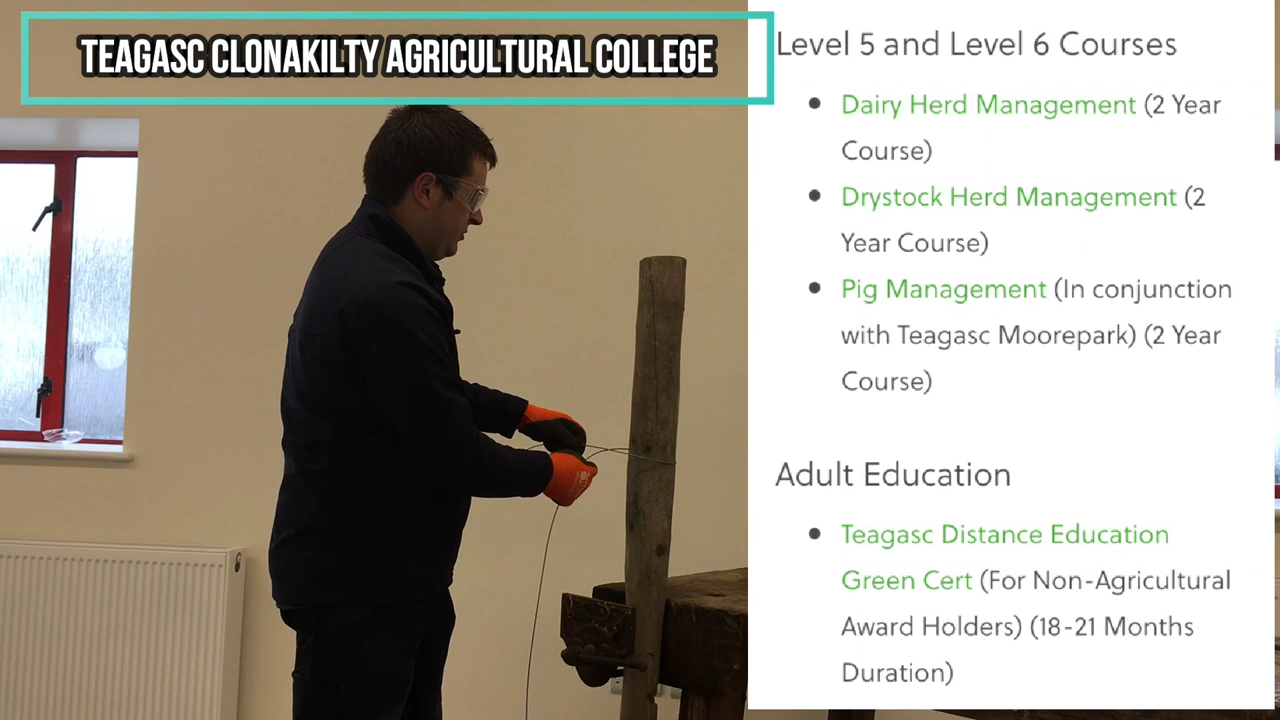 TEAGASC CLONAKILTY AGRICULTURAL COLLEGE
Level 5 and Level 6 Courses
Dairy Herd Management (2 Year
Course)
Drystock Herd Management (2
Year Course)
Pig Management (In conjunction
with Teagasc Moorepark) (2 Year
Course)
Adult Education
Teagasc Distance Education
Green Cert (For Non-Agricultural
Award Holders) (18-21 Months
Duration)